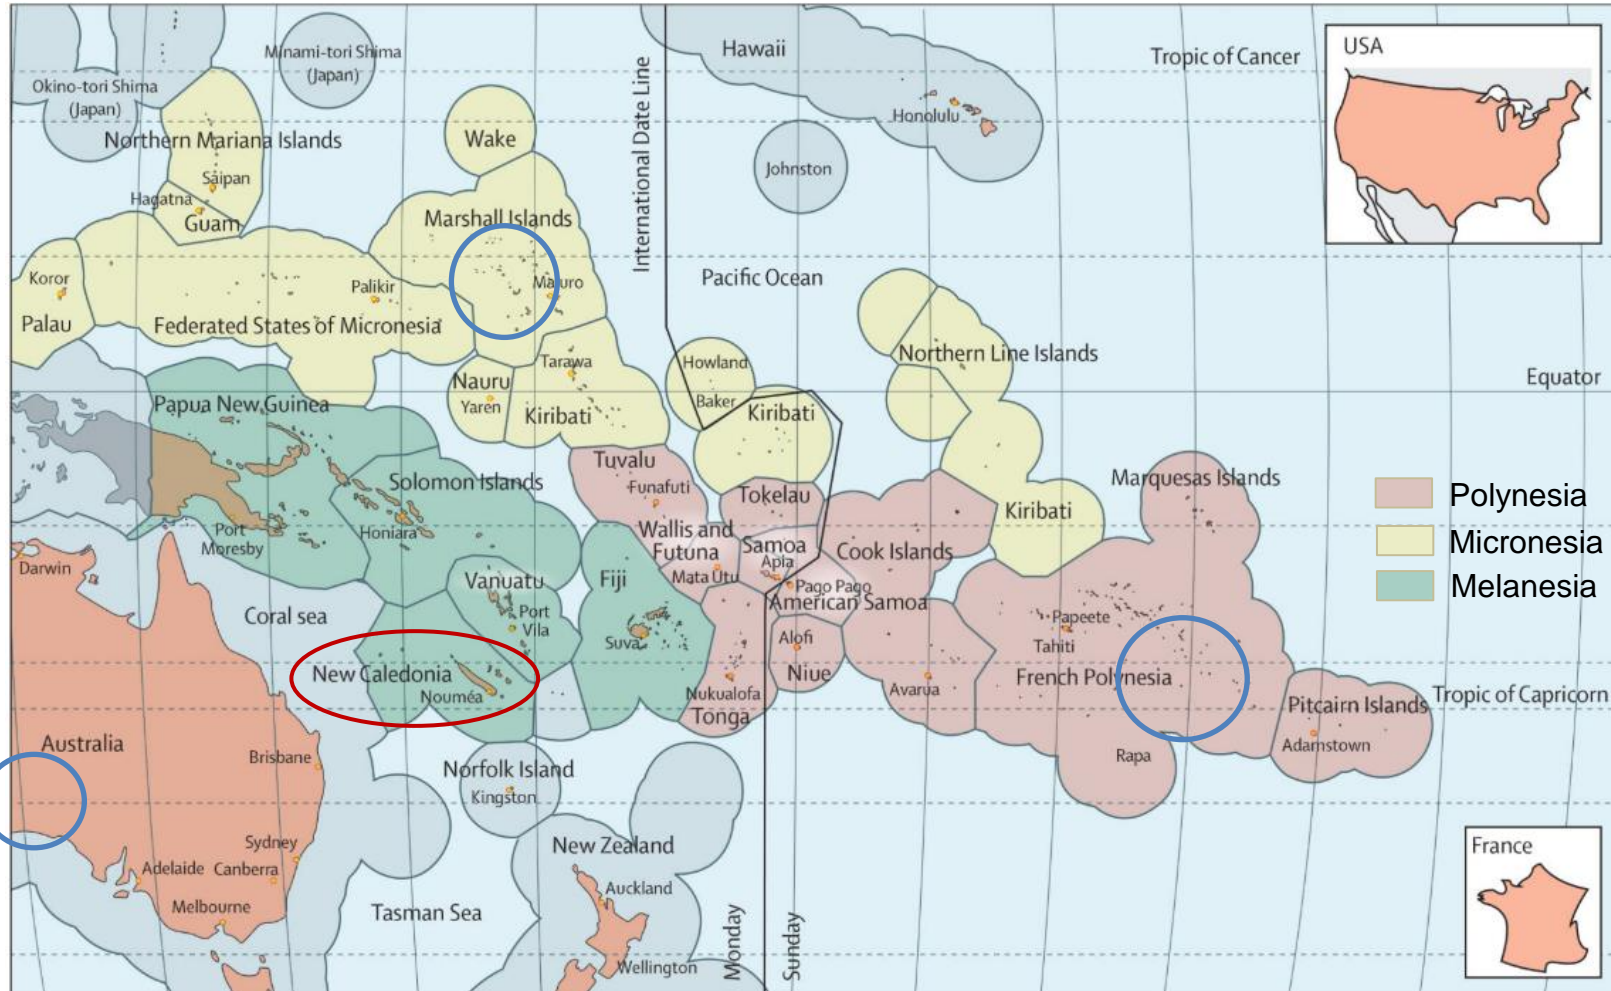 Minami-tori Shima
(Japan)
Hawaii
Tropic of Cancer
USA
Okino-tori Shima
(Japan)
Honolulu
International Date Line
Northern Mariana Islands
Wake
Johnston
Saipan
Hagatna
Guam
Marshall Islands
Pacific Ocean
Koror
Palikir
Majuro
Palau
Federated States of Micronesia
Northern Line Islands
Howland
Tarawa
Equator
Nauru
Yaren
Baker
Kiribati
Kiribati
Papua New Guinea
Tuvalu
Marquesas Islands
Solomon Islands
Funafuti
Tokelau
Polynesia
Kiribati
Port
Moresby
Honiara
Wallis and
Futuna
Samoa
Apia
Cook Islands
Micronesia
Darwin
Vanuatu
Fiji
Mata Utu
Pago Pago
American Samoa
Melanesia
Coral sea
Port
Vila
Suva
Alofi
Niue
Papeete
Tahiti
New Caledonia
Nouméa
Nukualofa
Tonga
Avarua
French Polynesia
Pitcairn Islands
Tropic of Capricorn
Adamstown
Australia
Brisbane
Rapa
Norfolk Island
Kingston
Sydney
New Zealand
France
Adelaide
Canberra
Auckland
Melbourne
Tasman Sea
Monday
Sunday
Wellington